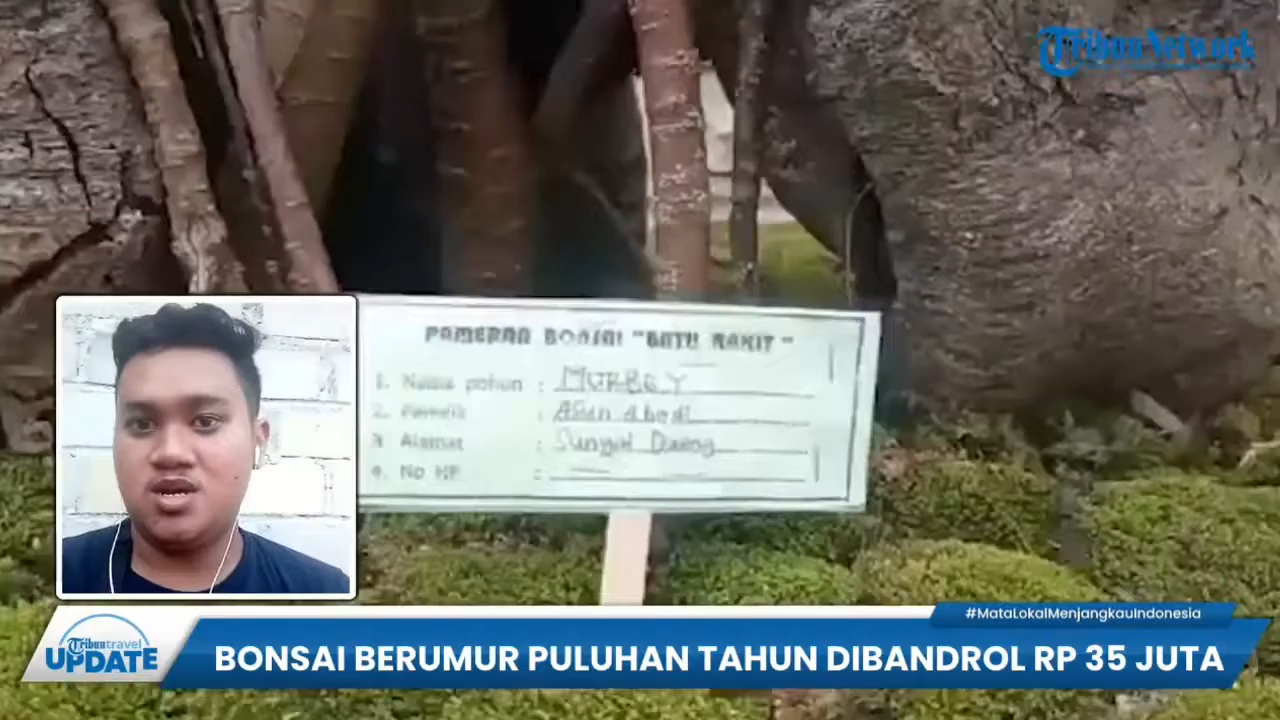 Tribun Network
PAMERAN BONSAI "BATU RAKIT"
1. Nama pohon : MURBEY
2. Pemilik :
3. Alamat : Sungai Daeng
4. No HP :
#MataLokalMenjangkauIndonesia
Tribun travel
UPDATE
BONSAI BERUMUR PULUHAN TAHUN DIBANDROL RP 35 JUTA